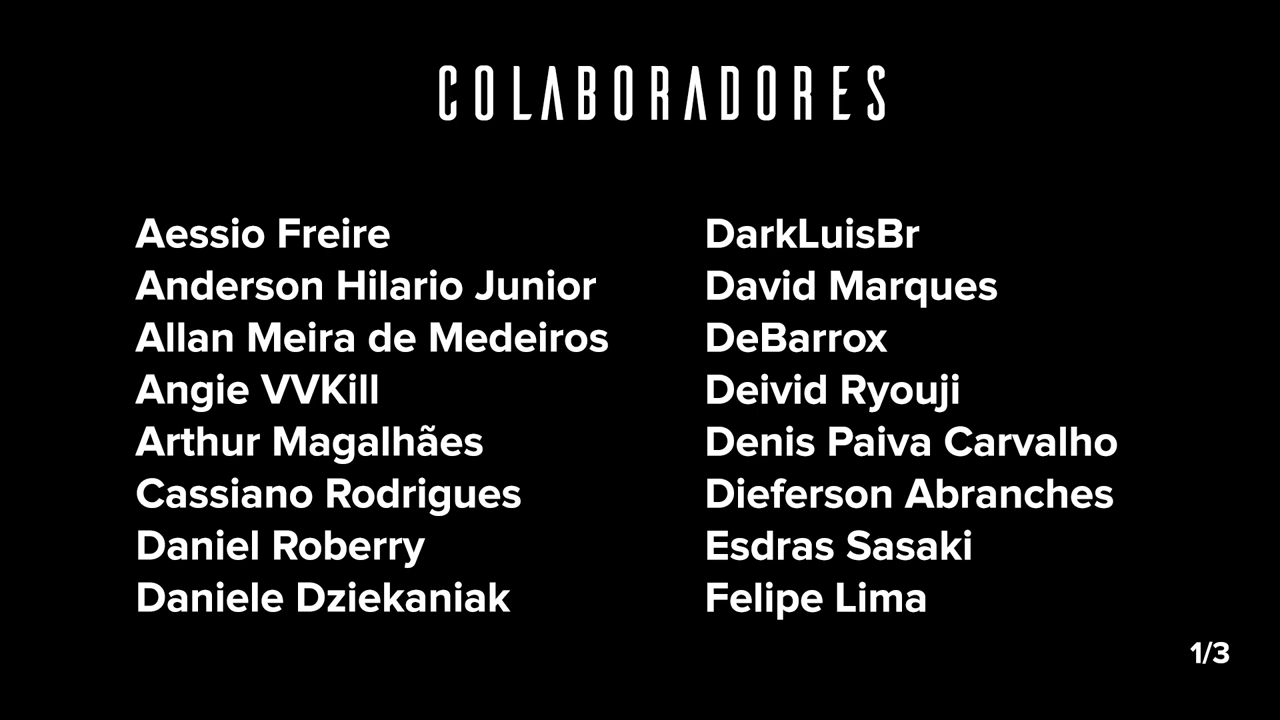 COLABORADORES
Aessio Freire
Anderson Hilario Junior
Allan Meira de Medeiros
Angie VVKill
Arthur Magalhães
Cassiano Rodrigues
Daniel Roberry
Daniele Dziekaniak
DarkLuisBr
David Marques
DeBarrox
Deivid Ryouji
Denis Paiva Carvalho
Dieferson Abranches
Esdras Sasaki
Felipe Lima
1/3